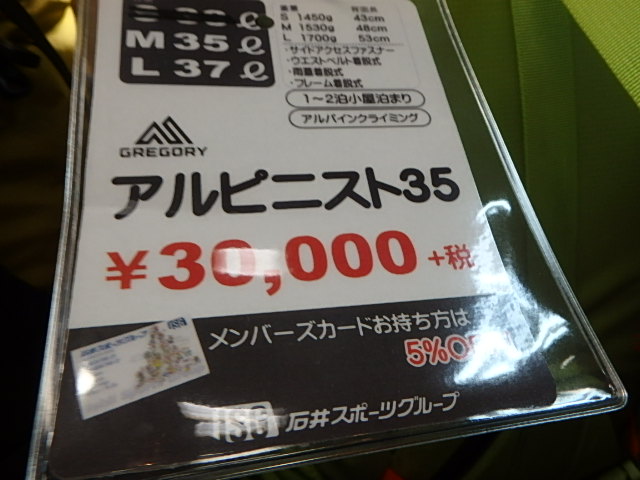 M 35ℓ
L 37ℓ
重量 背面長
S 1450g 43cm
M 1530g 48cm
L 1700g 53cm
・サイドアクセスファスナー
・ウエストベルト着脱式
・雨蓋着脱式
・フレーム着脱式
1〜2泊小屋泊まり
アルパインクライミング
GREGORY
アルピニスト35
¥30,000 +税
メンバーズカードお持ち方は
5%OFF
石井スポーツグループ